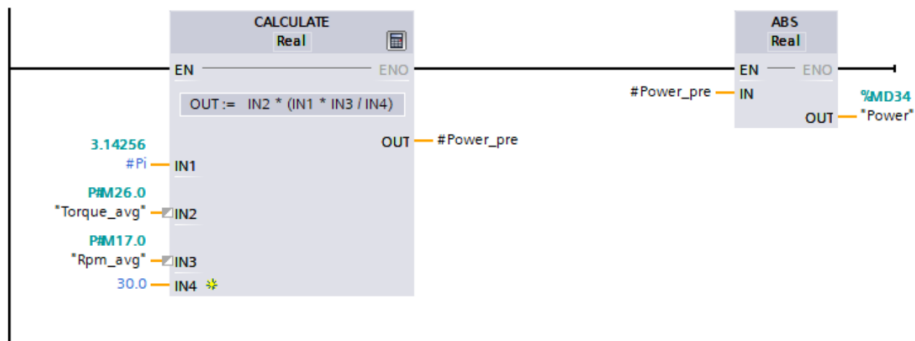 CALCULATE
Real
EN
ENO
OUT := IN2 * (IN1 * IN3 / IN4)
OUT
#Power_pre
3.14256
#Pi
IN1
P#M26.0
"Torque_avg"
IN2
P#M17.0
"Rpm_avg"
IN3
30.0
IN4
ABS
Real
EN
ENO
#Power_pre
IN
%MD34
OUT
"Power"